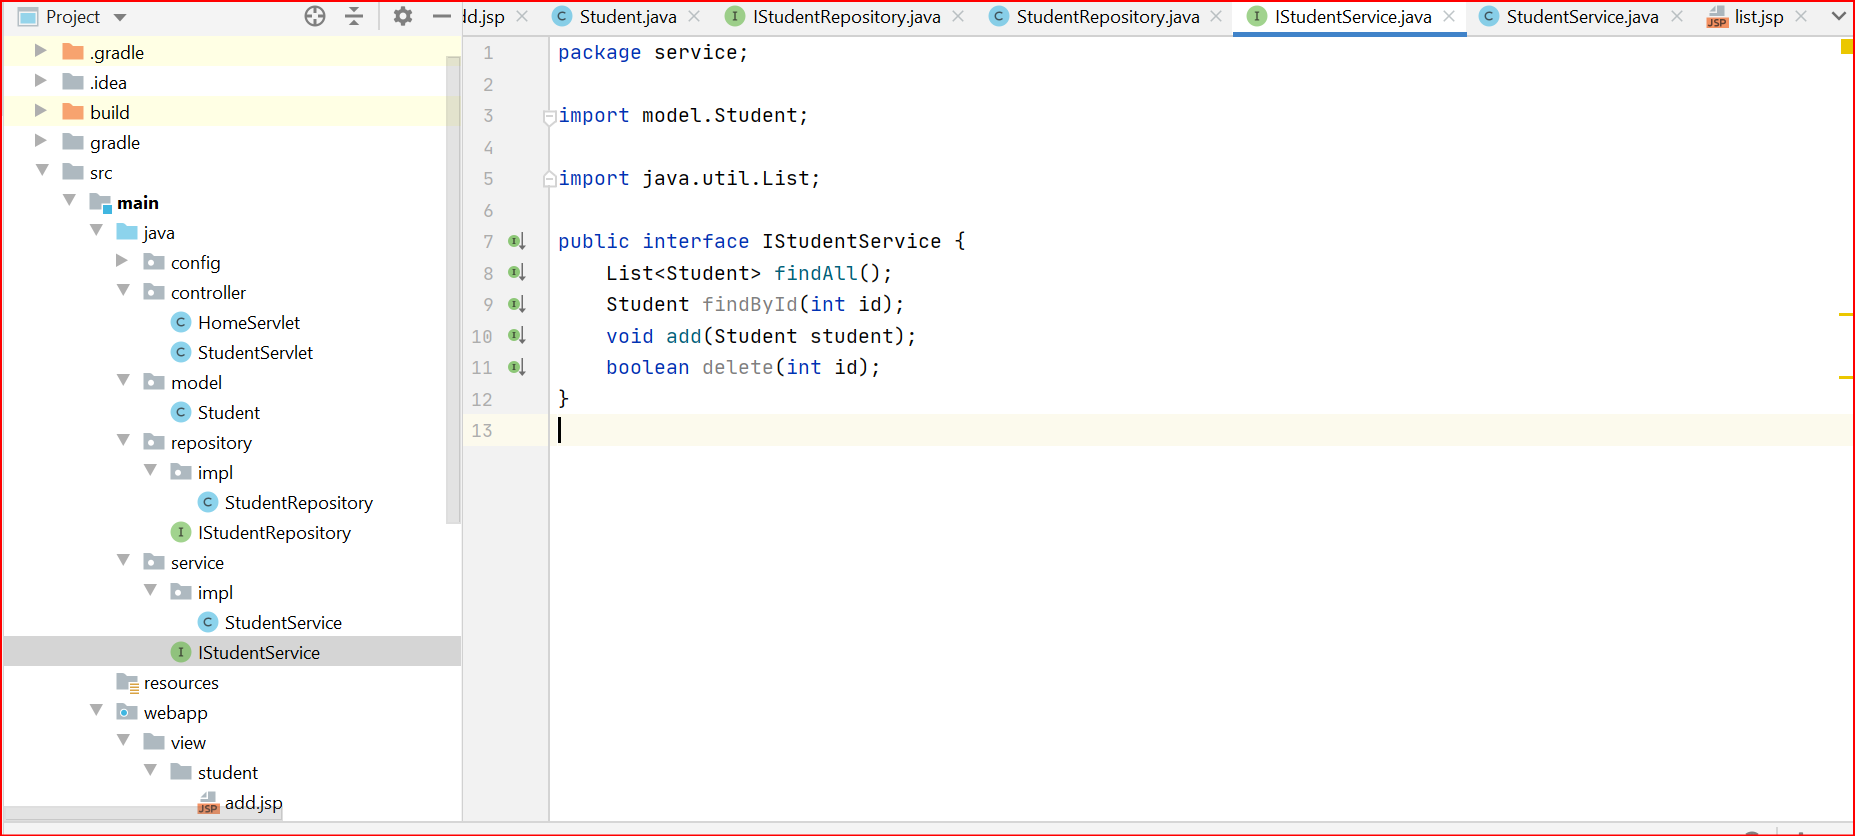 Project
dd.jsp
Student.java
IStudentRepository.java
StudentRepository.java
IStudentService.java
StudentService.java
list.jsp
.gradle
.idea
build
gradle
src
main
java
config
controller
HomeServlet
StudentServlet
model
Student
repository
impl
StudentRepository
IStudentRepository
service
impl
StudentService
IStudentService
resources
webapp
view
student
add.jsp
1 package service;
2
3 import model.Student;
4
5 import java.util.List;
6
7 public interface IStudentService {
8 List<Student> findAll();
9 Student findById(int id);
10 void add(Student student);
11 boolean delete(int id);
12 }
13